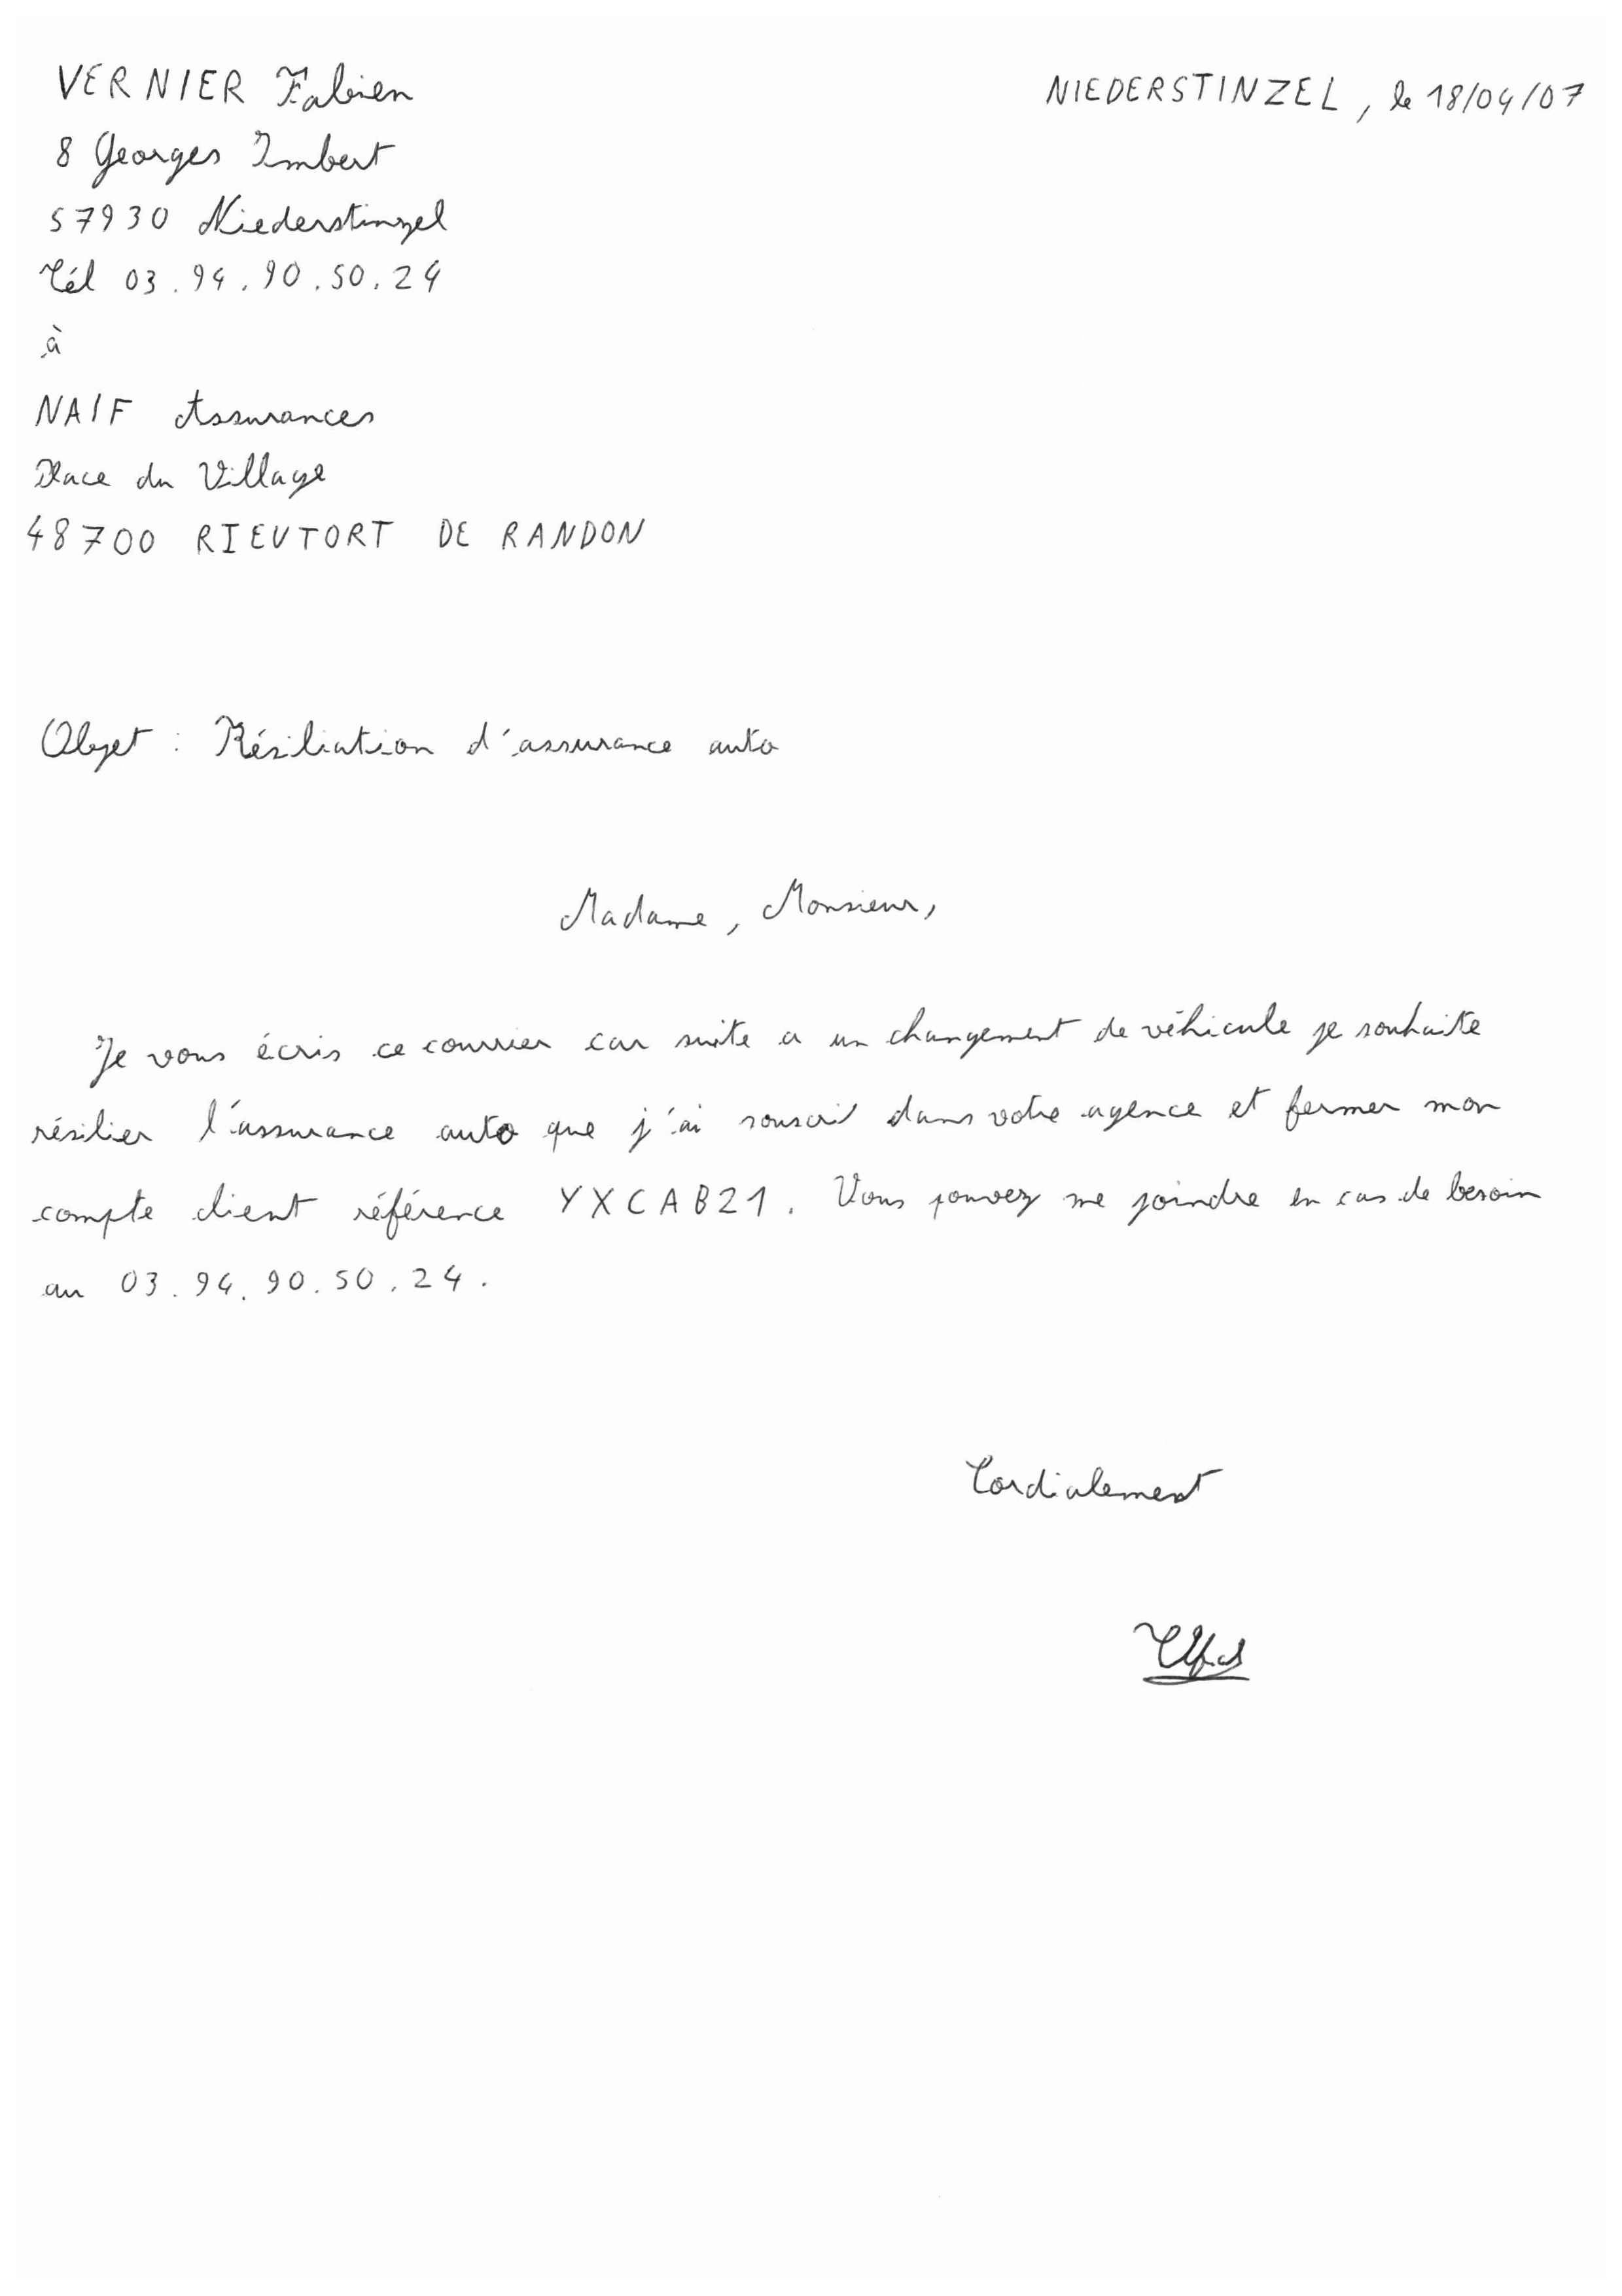 VERNIER Fabien
NIEDERSTINZEL, le 18/04/07
8 Georges Imbert
57930 Niederstinzel
Tél 03.94.90.50.24
à
NAIF Assurances
Place du Village
48700 RIEUTORT DE RANDON
Objet : Résiliation d'assurance auto
Madame, Monsieur,
Je vous écris ce courrier car suite a un changement de véhicule je souhaite
résilier l'assurance auto que j'ai souscri dans votre agence et fermer mon
compte client référence YXCAB21. Vous pouvez me joindre en cas de besoin
au 03.94.90.50.24.
Cordialement